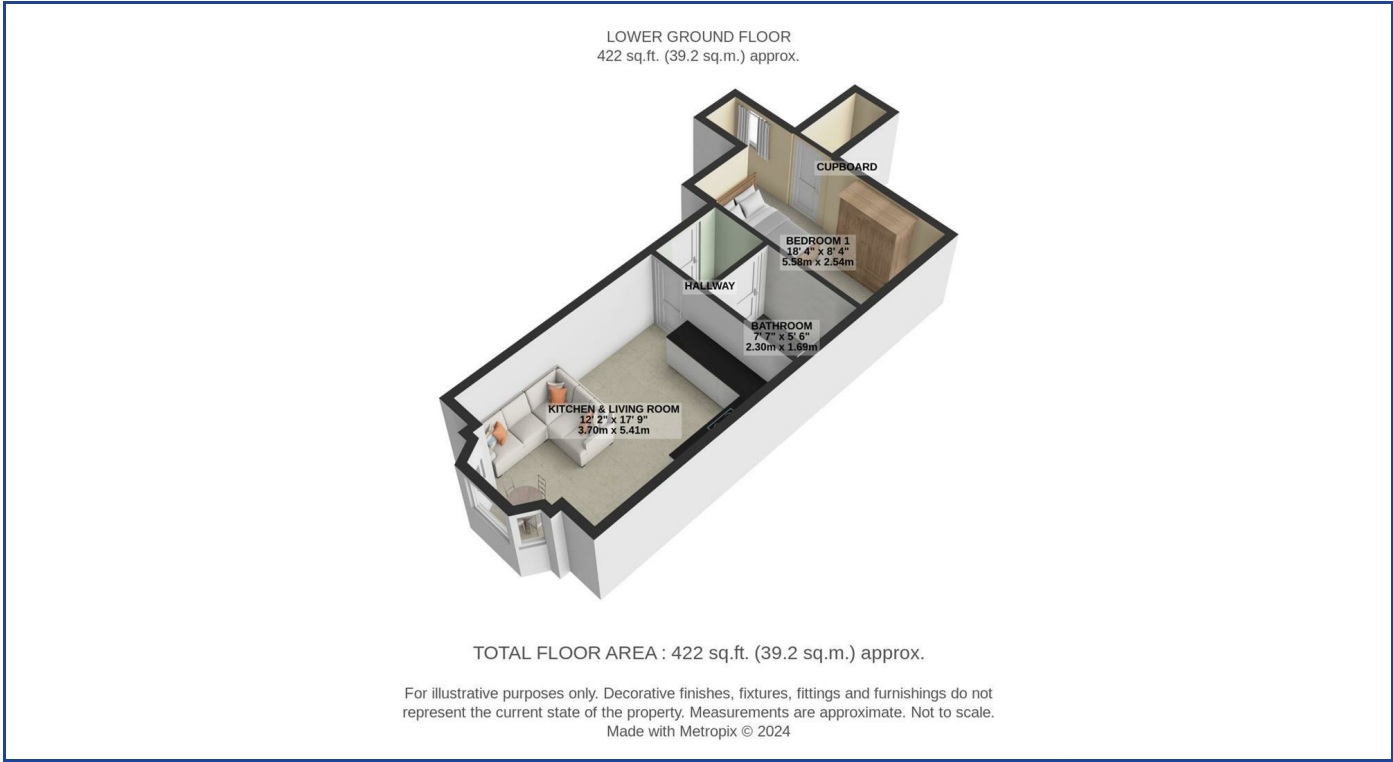 LOWER GROUND FLOOR
422 sq.ft. (39.2 sq.m.) approx.
CUPBOARD
BEDROOM 1
18' 4" x 8' 4"
5.58m x 2.54m
HALLWAY
BATHROOM
7' 7" x 5' 6"
2.30m x 1.69m
KITCHEN & LIVING ROOM
12' 2" x 17' 9"
3.70m x 5.41m
TOTAL FLOOR AREA : 422 sq.ft. (39.2 sq.m.) approx.
For illustrative purposes only. Decorative finishes, fixtures, fittings and furnishings do not
represent the current state of the property. Measurements are approximate. Not to scale.
Made with Metropix © 2024